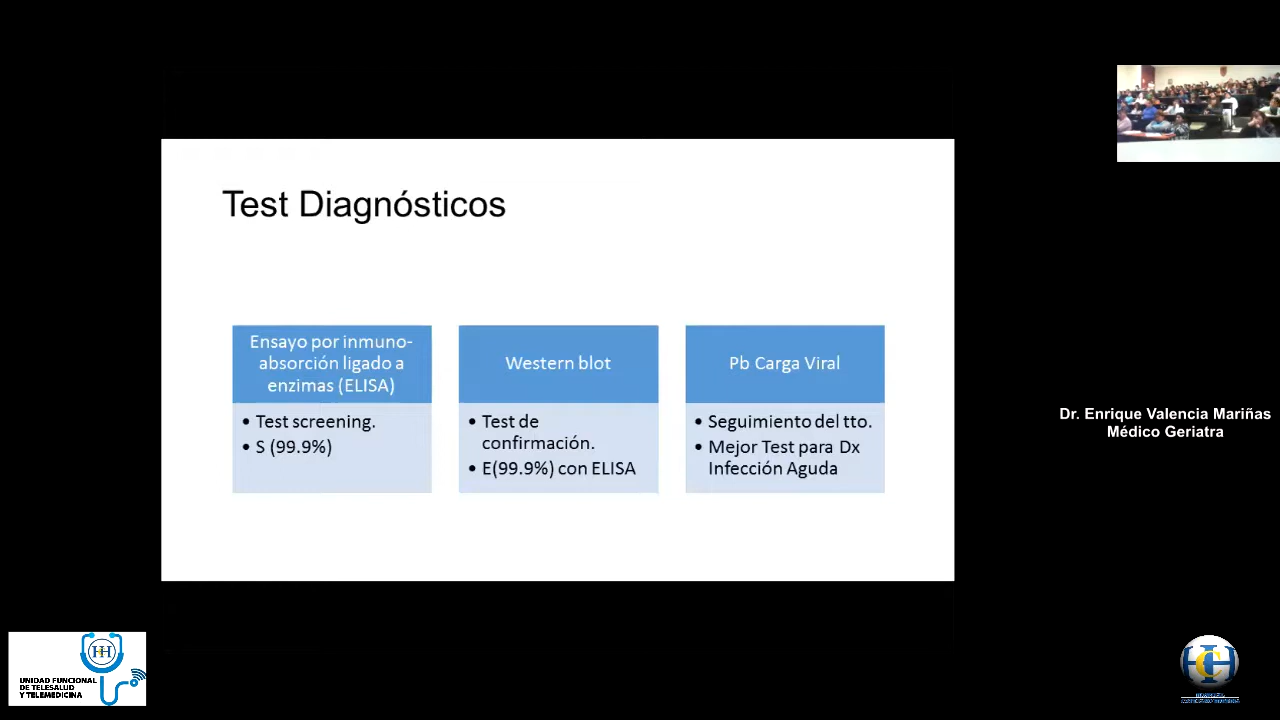 Test Diagnósticos
Ensayo por inmuno-
absorción ligado a
enzimas (ELISA)
• Test screening.
• S (99.9%)
Western blot
• Test de
confirmación.
• E(99.9%) con ELISA
Pb Carga Viral
• Seguimiento del tto.
• Mejor Test para Dx
Infección Aguda
Dr. Enrique Valencia Mariñas
Médico Geriatra
HH
UNIDAD FUNCIONAL
DE TELESALUD
Y TELEMEDICINA
HC